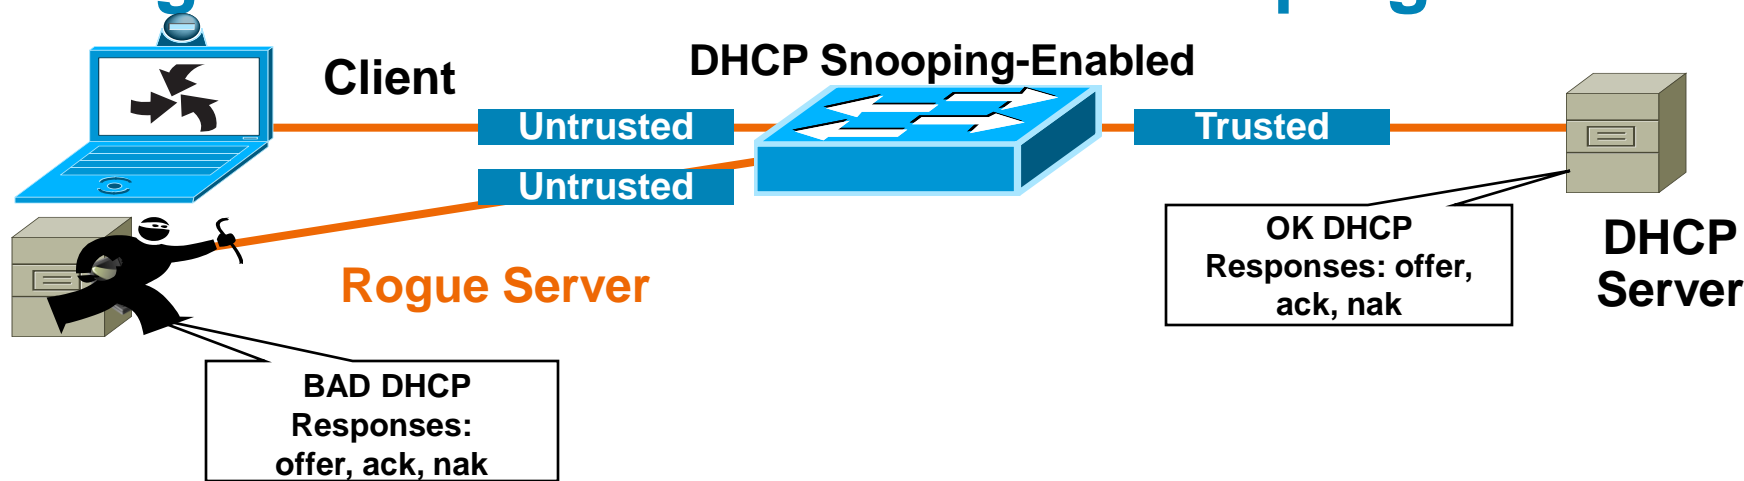 Client
DHCP Snooping-Enabled
Untrusted
Trusted
Untrusted
OK DHCP
Responses: offer,
ack, nak
DHCP
Server
Rogue Server
BAD DHCP
Responses:
offer, ack, nak